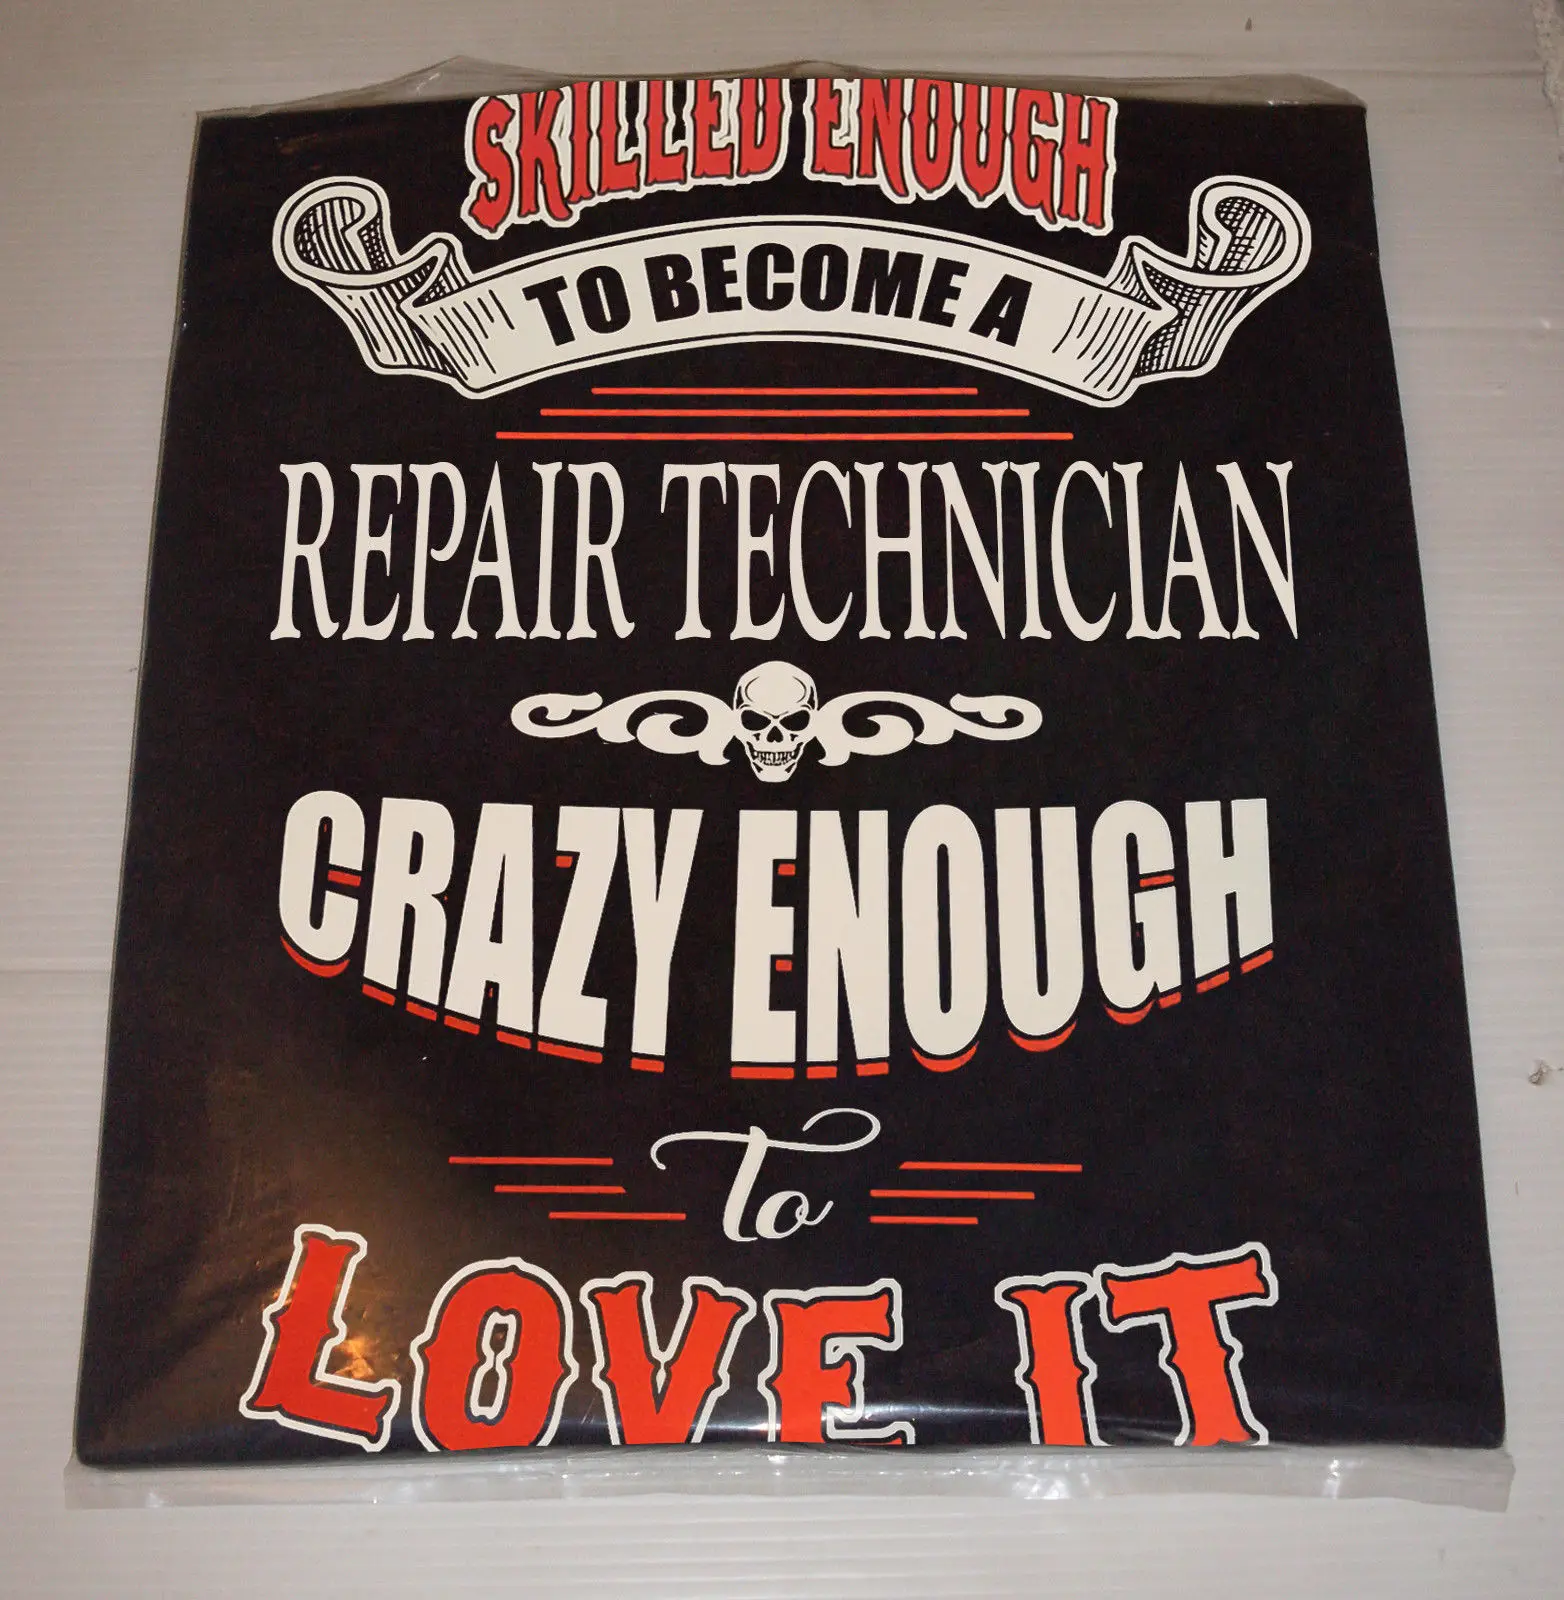 SKILLED ENOUGH
TO BECOME A
REPAIR TECHNICIAN
CRAZY ENOUGH
To
LOVE IT